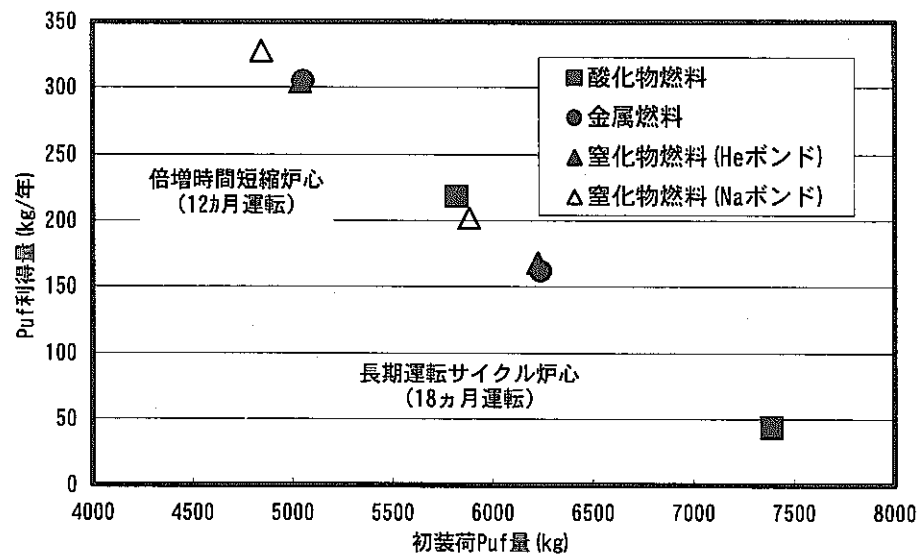 350
300
250
200
150
100
50
0
Puf利得量(kg/年)
酸化物燃料
金属燃料
窒化物燃料(Heボンド)
窒化物燃料(Naボンド)
倍増時間短縮炉心
(12ｶ月運転)
長期運転サイクル炉心
(18ヵ月運転)
4000 4500 5000 5500 6000 6500 7000 7500 8000
初装荷Puf量(kg)